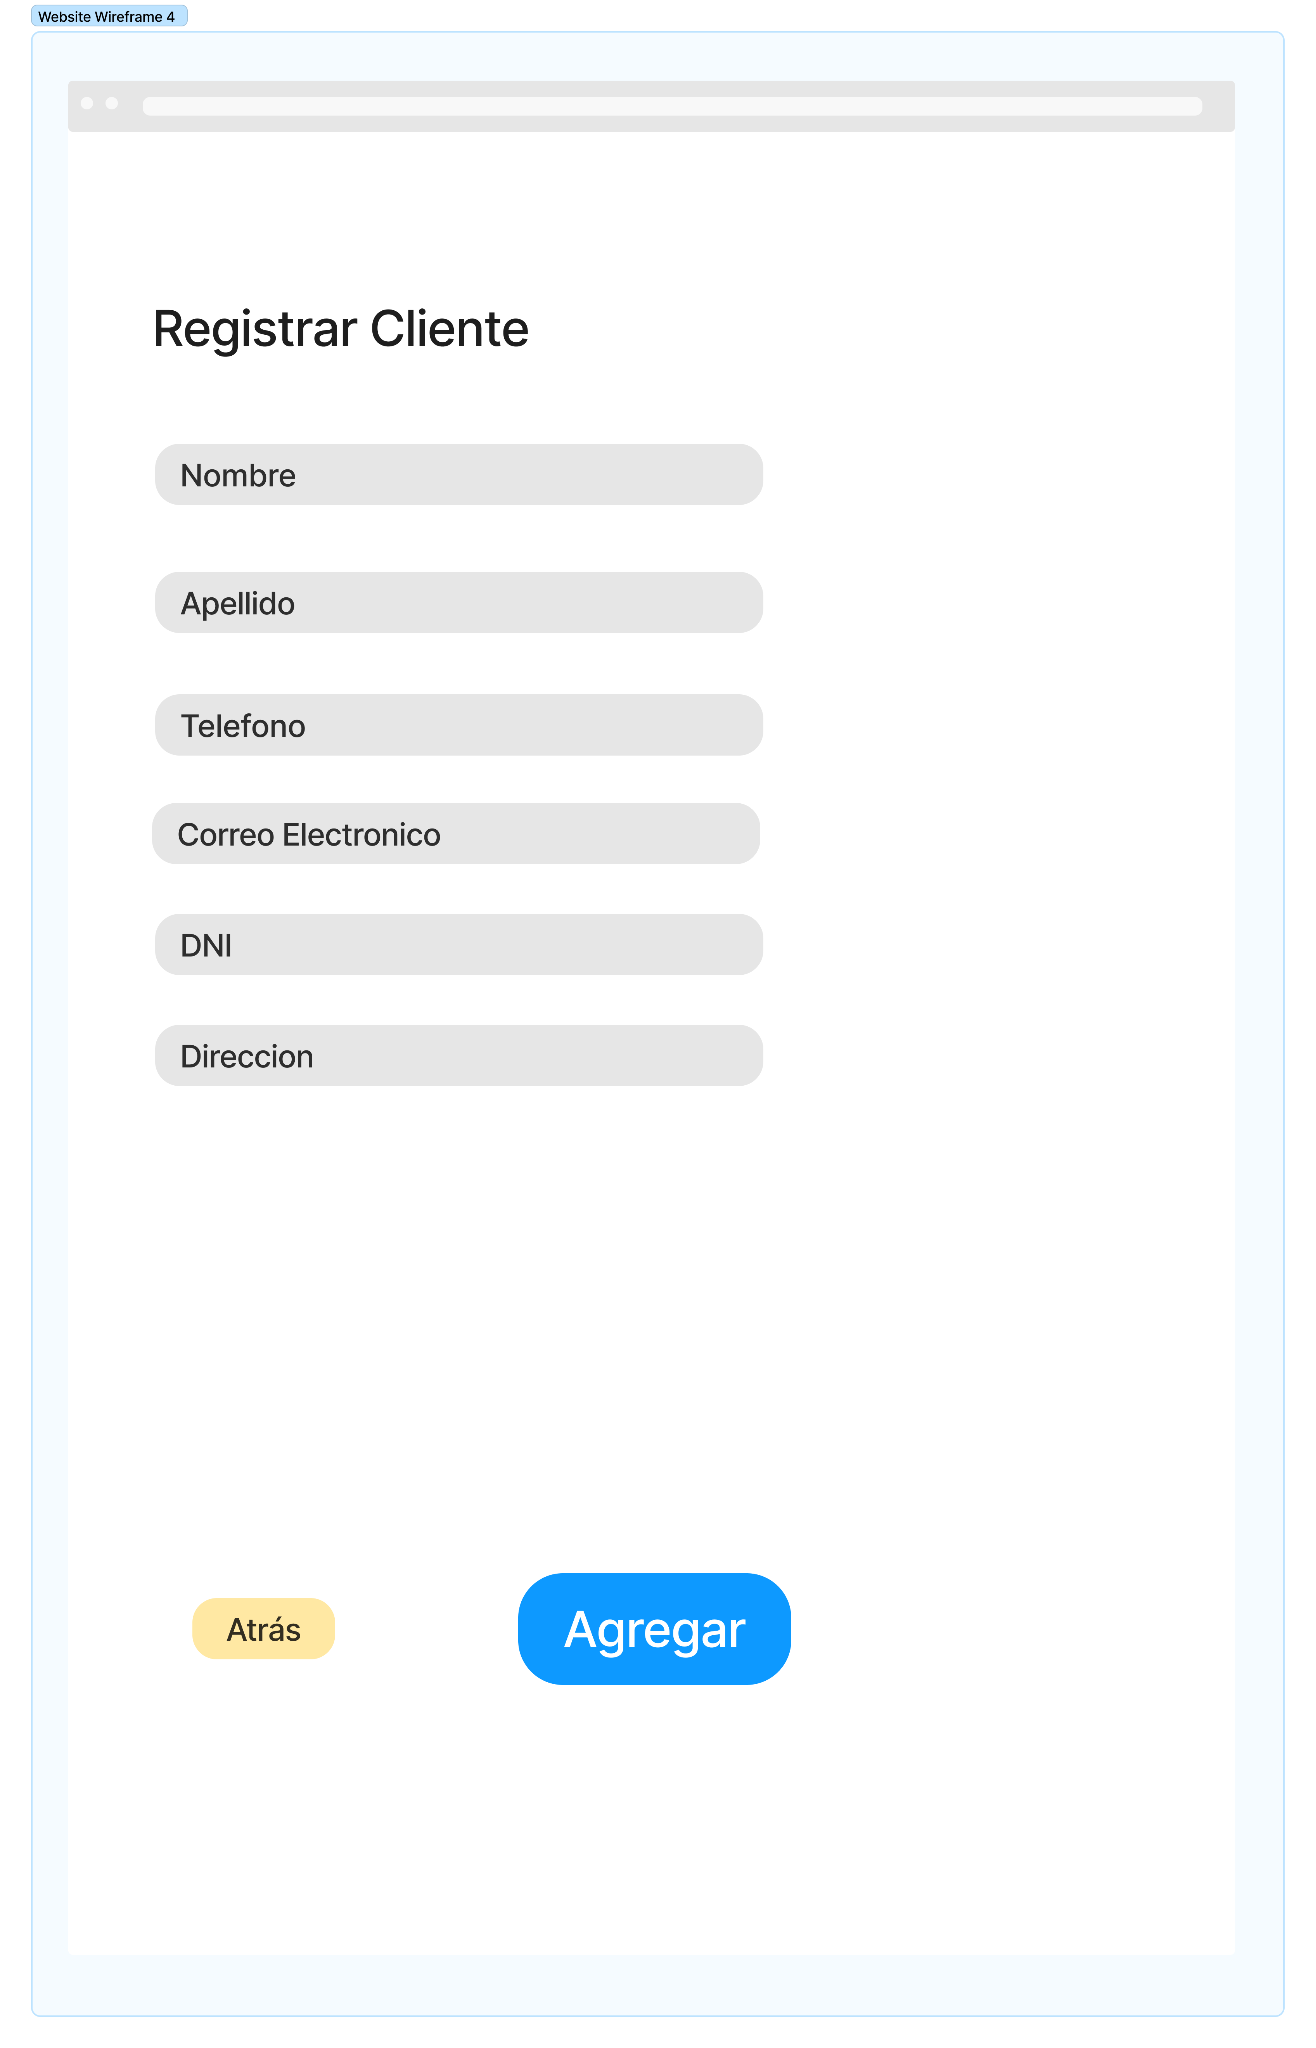 Website Wireframe 4
Registrar Cliente
Nombre
Apellido
Telefono
Correo Electronico
DNI
Direccion
Atrás
Agregar